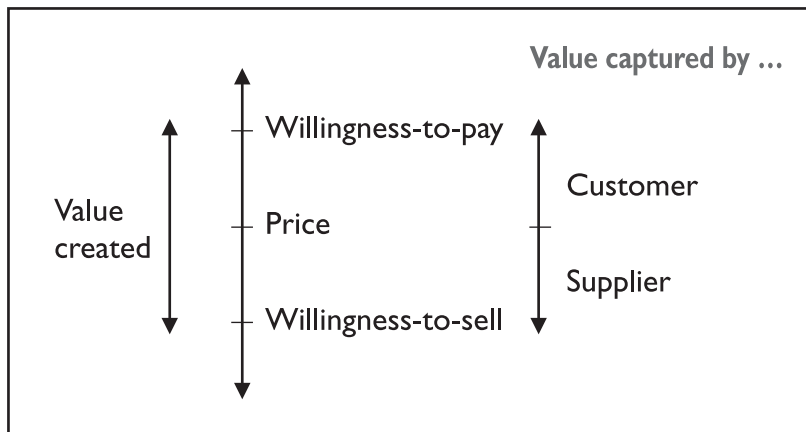 Value captured by ...
Willingness-to-pay
Customer
Value
created
Price
Supplier
Willingness-to-sell